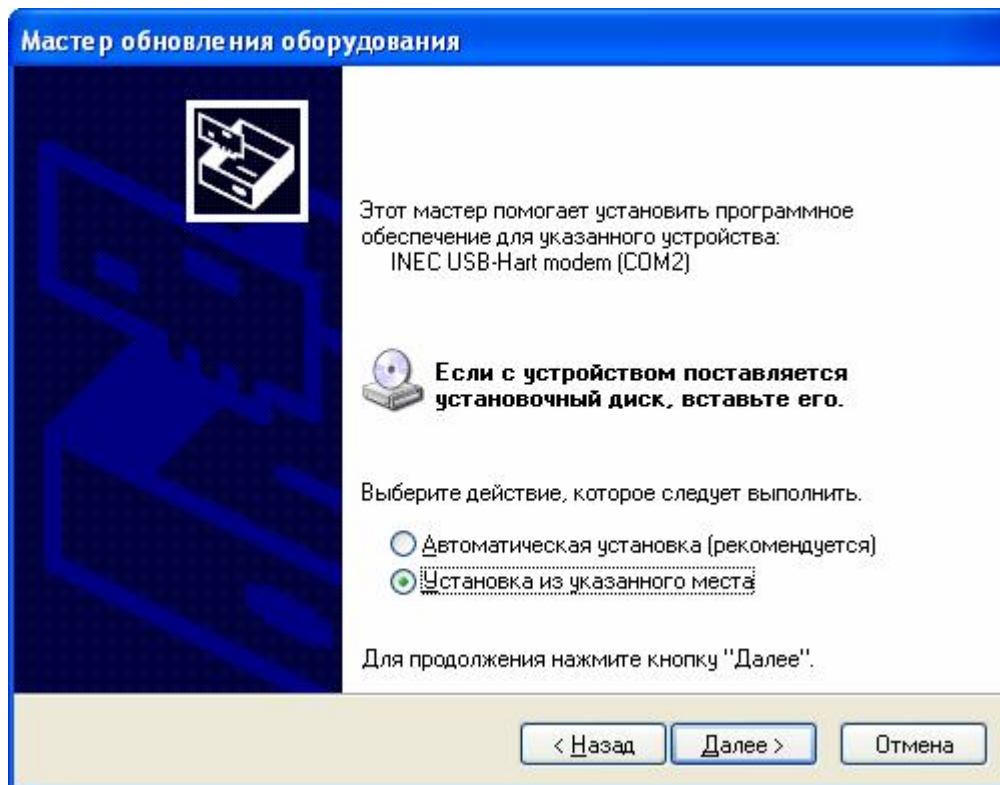 Мастер обновления оборудования
Этот мастер помогает установить программное
обеспечение для указанного устройства:
INEC USB-Hart modem (COM2)
Если с устройством поставляется
установочный диск, вставьте его.
Выберите действие, которое следует выполнить.
Автоматическая установка (рекомендуется)
Установка из указанного места
Для продолжения нажмите кнопку "Далее".
< Назад Далее > Отмена